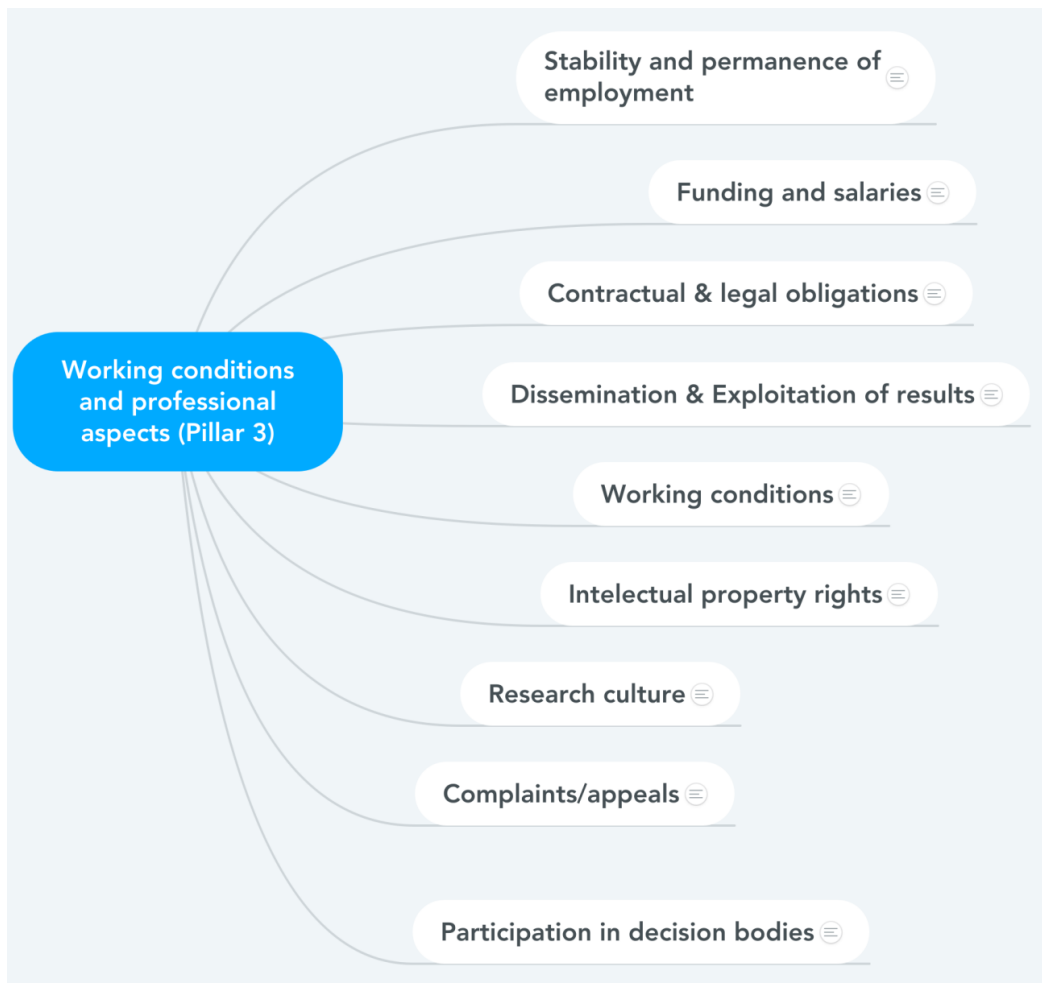 Stability and permanence of
employment
Funding and salaries
Contractual & legal obligations
Working conditions
and professional
aspects (Pillar 3)
Dissemination & Exploitation of results
Working conditions
Intelectual property rights
Research culture
Complaints/appeals
Participation in decision bodies